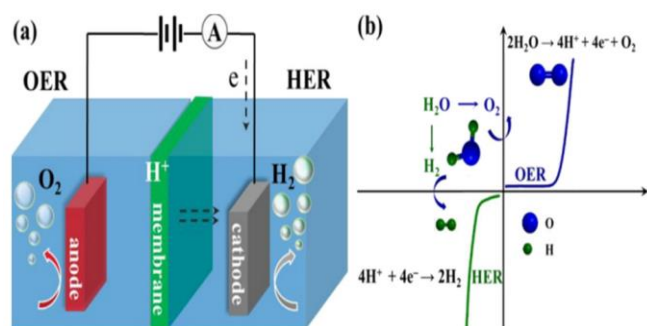 (a)
A
OER
HER
e
O₂
H⁺
H₂
anode
membrane
cathode
(b)
2H₂O → 4H⁺ + 4e⁻ + O₂
H₂O → O₂
H₂
OER
O
H
4H⁺ + 4e⁻ → 2H₂
HER